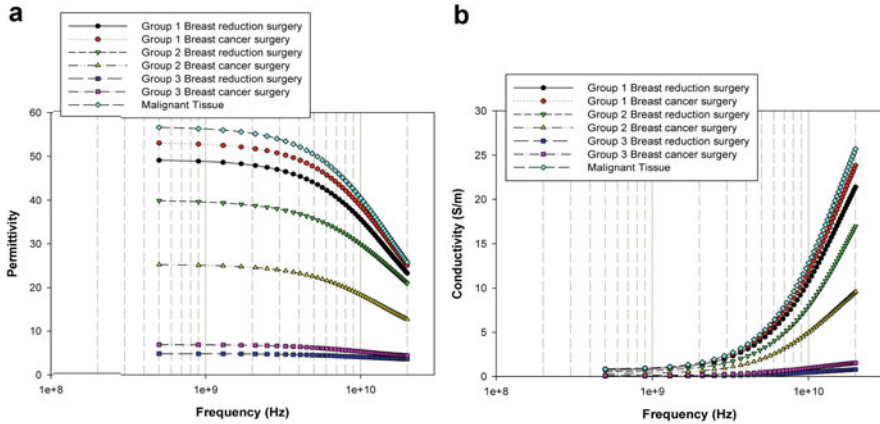 a
Group 1 Breast reduction surgery
Group 1 Breast cancer surgery
Group 2 Breast reduction surgery
Group 2 Breast cancer surgery
Group 3 Breast reduction surgery
Group 3 Breast cancer surgery
Malignant Tissue
60
50
40
30
20
10
0
Permittivity
1e+8
1e+9
1e+10
Frequency (Hz)
b
Group 1 Breast reduction surgery
Group 1 Breast cancer surgery
Group 2 Breast reduction surgery
Group 2 Breast cancer surgery
Group 3 Breast reduction surgery
Group 3 Breast cancer surgery
Malignant Tissue
30
25
20
15
10
5
0
Conductivity (S/m)
1e+8
1e+9
1e+10
Frequency (Hz)